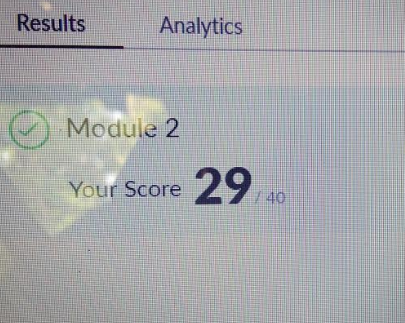 Results Analytics
Module 2
Your Score 29 / 40